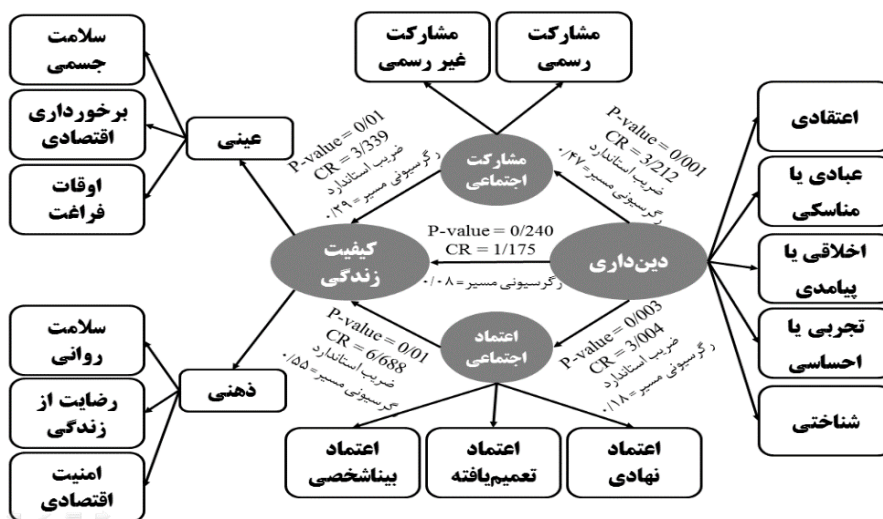 مشارکت
رسمی
مشارکت
غیر رسمی
سلامت
جسمی
برخورداری
اقتصادی
اوقات
فراغت
عینی
اعتقادی
عبادی یا
مناسکی
اخلاقی یا
پیامدی
تجربی یا
احساسی
شناختی
P-value = 0/001
CR = 3/212
ضریب استاندارد
رگرسیونی مسیر= ۰/۴۷
مشارکت
اجتماعی
P-value = 0/01
CR = 3/339
ضریب استاندارد
رگرسیونی مسیر= ۰/۲۹
P-value = 0/240
CR = 1/175
رگرسیونی مسیر= ۰/۰۸
دین‌داری
کیفیت
زندگی
P-value = 0/003
CR = 3/004
ضریب استاندارد
رگرسیونی مسیر= ۰/۱۸
اعتماد
اجتماعی
P-value = 0/01
CR = 6/688
ضریب استاندارد
رگرسیونی مسیر= ۰/۵۵
ذهنی
سلامت
روانی
رضایت از
زندگی
امنیت
اقتصادی
اعتماد
نهادی
اعتماد
تعمیم‌یافته
اعتماد
بیناشخصی